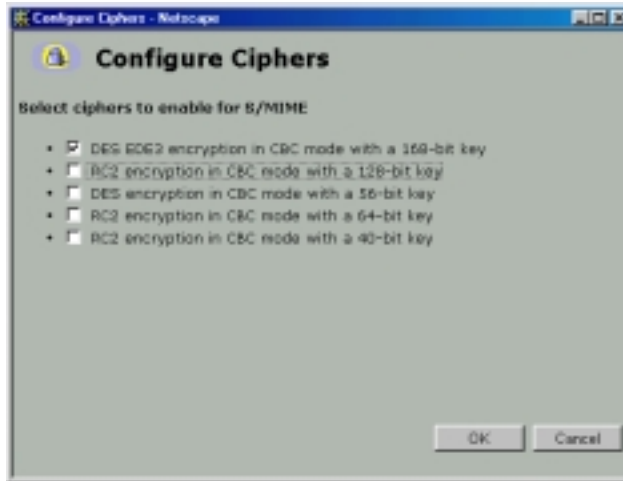 Configure Ciphers - Netscape
Configure Ciphers
Select ciphers to enable for S/MIME
DES EDE3 encryption in CBC mode with a 168-bit key
RC2 encryption in CBC mode with a 128-bit key
DES encryption in CBC mode with a 56-bit key
RC2 encryption in CBC mode with a 64-bit key
RC2 encryption in CBC mode with a 40-bit key
OK
Cancel